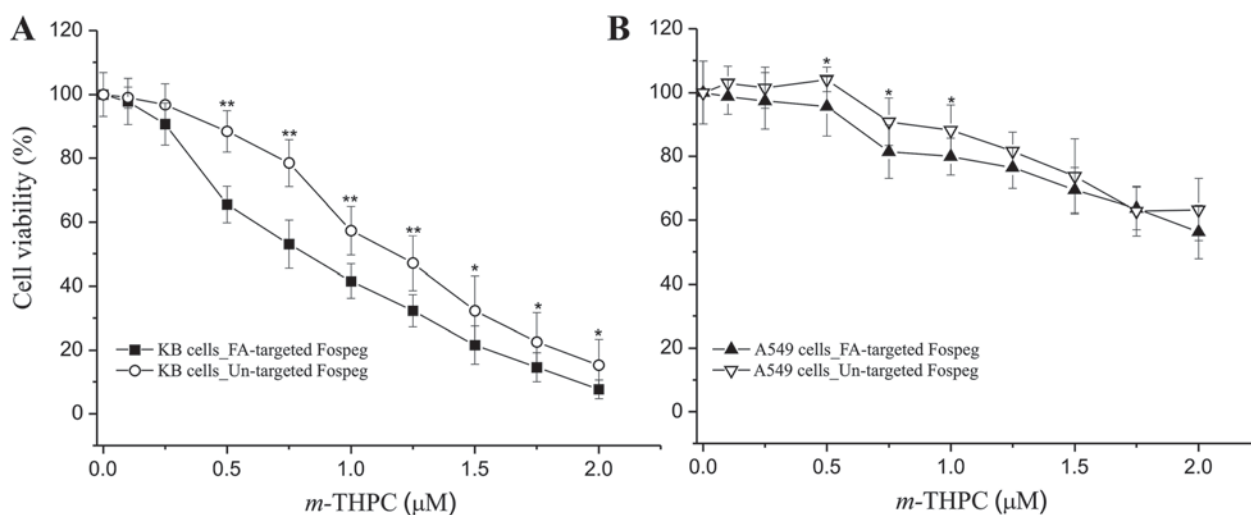 A
120
100
80
60
40
20
0
Cell viability (%)
**
**
**
**
*
*
*
KB cells_FA-targeted Fospeg
KB cells_Un-targeted Fospeg
0.0 0.5 1.0 1.5 2.0
m-THPC (μM)
B
120
100
80
60
40
20
0
*
*
*
A549 cells_FA-targeted Fospeg
A549 cells_Un-targeted Fospeg
0.0 0.5 1.0 1.5 2.0
m-THPC (μM)